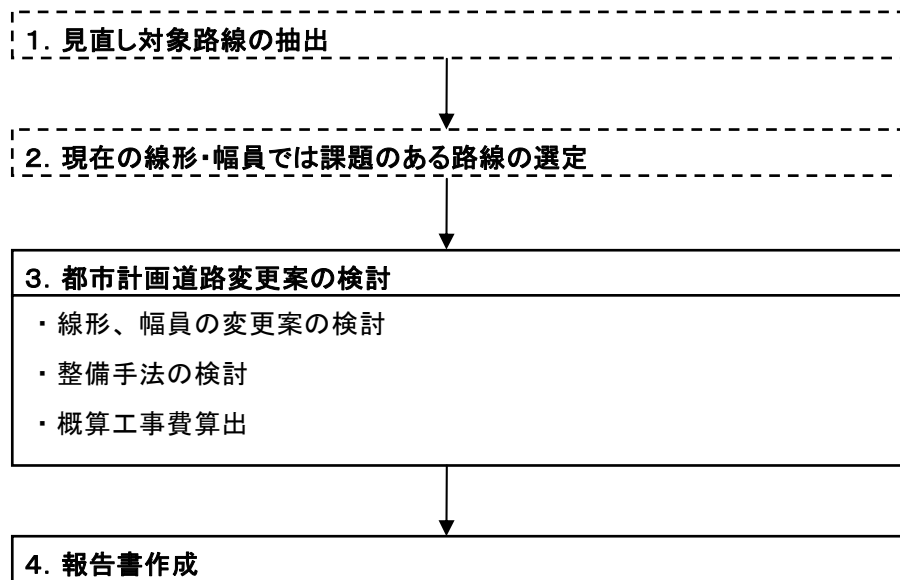 1．見直し対象路線の抽出
2．現在の線形・幅員では課題のある路線の選定
3．都市計画道路変更案の検討
・線形、幅員の変更案の検討
・整備手法の検討
・概算工事費算出
4．報告書作成